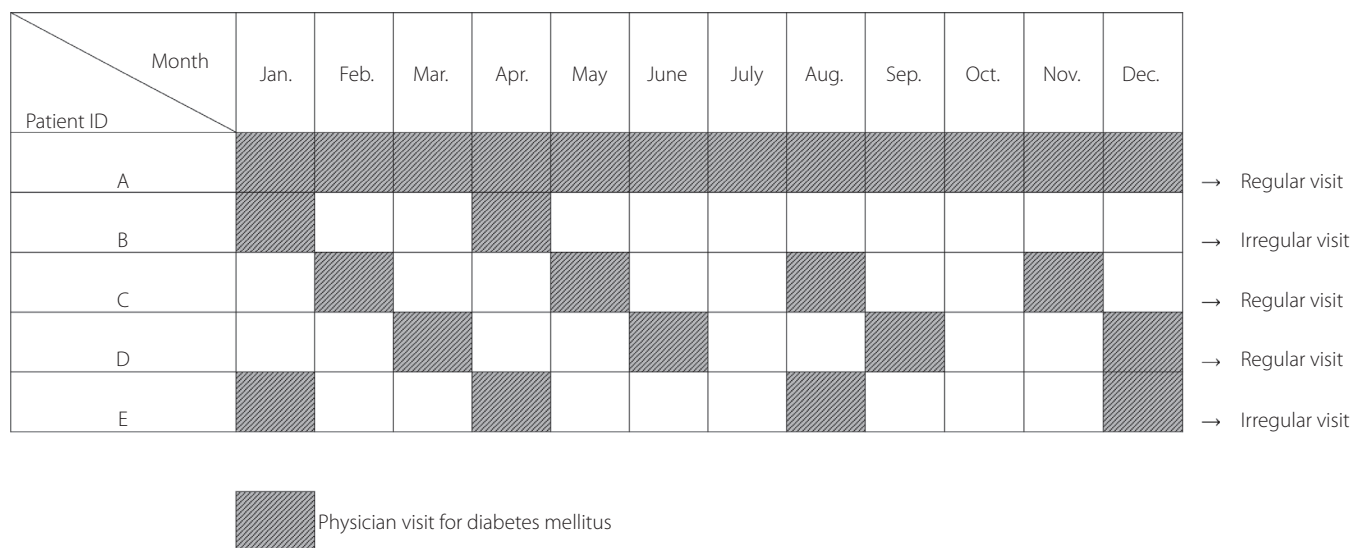 Month
Patient ID
Jan. Feb. Mar. Apr. May June July Aug. Sep. Oct. Nov. Dec.
A → Regular visit
B → Irregular visit
C → Regular visit
D → Regular visit
E → Irregular visit
Physician visit for diabetes mellitus